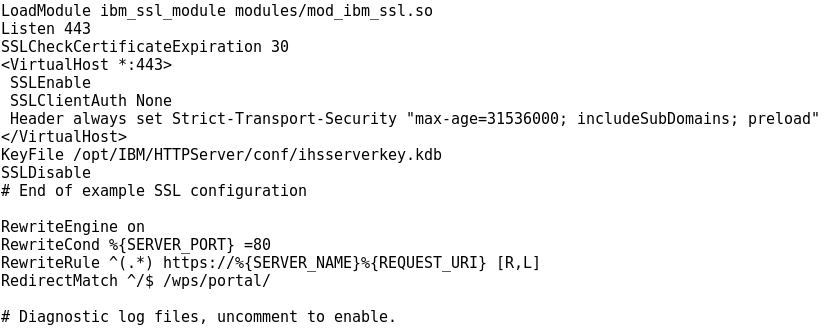 LoadModule ibm_ssl_module modules/mod_ibm_ssl.so
Listen 443
SSLCheckCertificateExpiration 30
<VirtualHost *:443>
 SSLEnable
 SSLClientAuth None
 Header always set Strict-Transport-Security "max-age=31536000; includeSubDomains; preload"
</VirtualHost>
KeyFile /opt/IBM/HTTPServer/conf/ihsserverkey.kdb
SSLDisable
# End of example SSL configuration

RewriteEngine on
RewriteCond %{SERVER_PORT} =80
RewriteRule ^(.*) https://%{SERVER_NAME}%{REQUEST_URI} [R,L]
RedirectMatch ^/$ /wps/portal/

# Diagnostic log files, uncomment to enable.